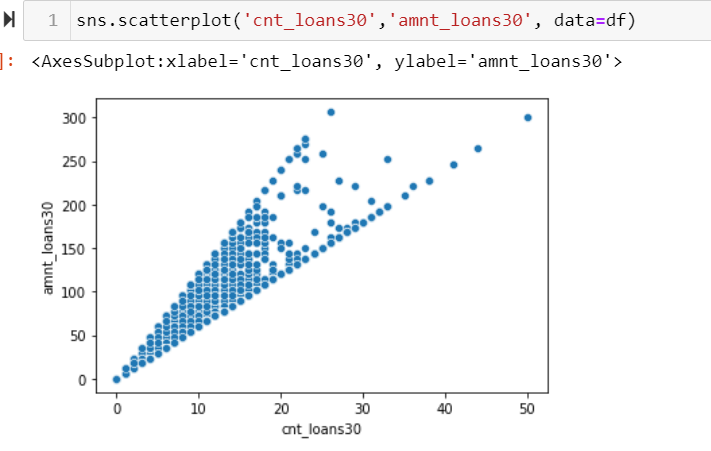 1 sns.scatterplot('cnt_loans30','amnt_loans30', data=df)
]: <AxesSubplot:xlabel='cnt_loans30', ylabel='amnt_loans30'>
300
250
200
150
100
50
0
amnt_loans30
0 10 20 30 40 50
cnt_loans30